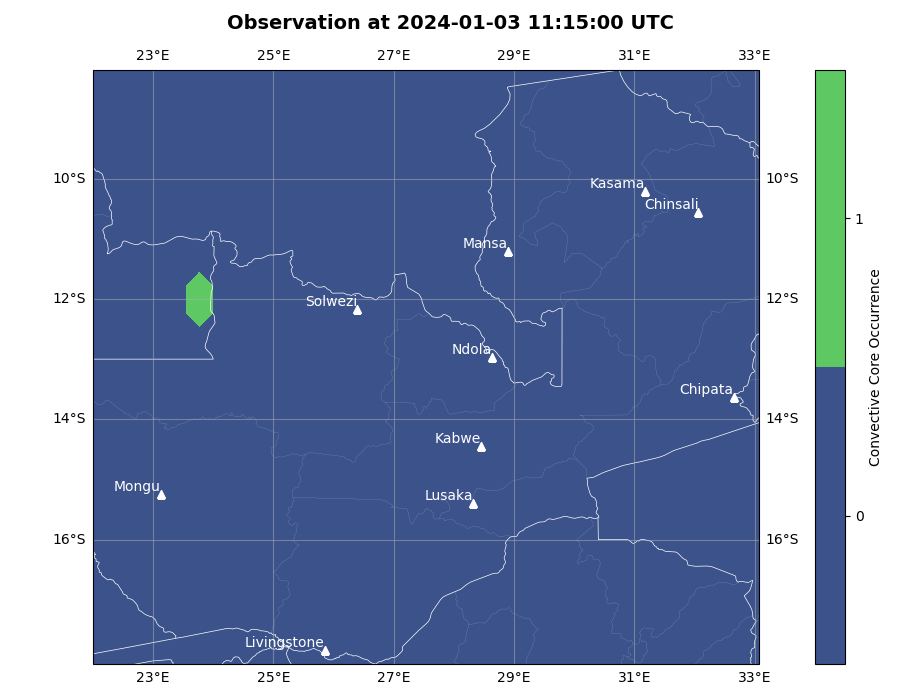 Observation at 2024-01-03 11:15:00 UTC
23°E 25°E 27°E 29°E 31°E 33°E
10°S 10°S
Kasama
Chinsali
1
Mansa
12°S 12°S
Solwezi
Ndola
Chipata
Convective Core Occurrence
14°S 14°S
Kabwe
Mongu
Lusaka
0
16°S 16°S
Livingstone
23°E 25°E 27°E 29°E 31°E 33°E